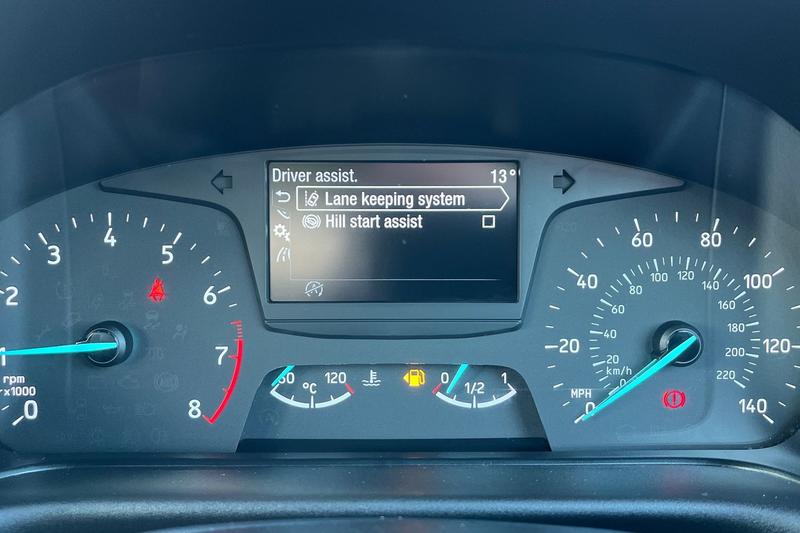 Driver assist. 13°
Lane keeping system
Hill start assist
1 2 3 4 5 6 7 8
rpm
x1000 0
60 °C 120
0 1/2 1
0 20 40 60 80 100 120 140
MPH
0 20 40 60 80 100 120 140 160 180 200 220
km/h